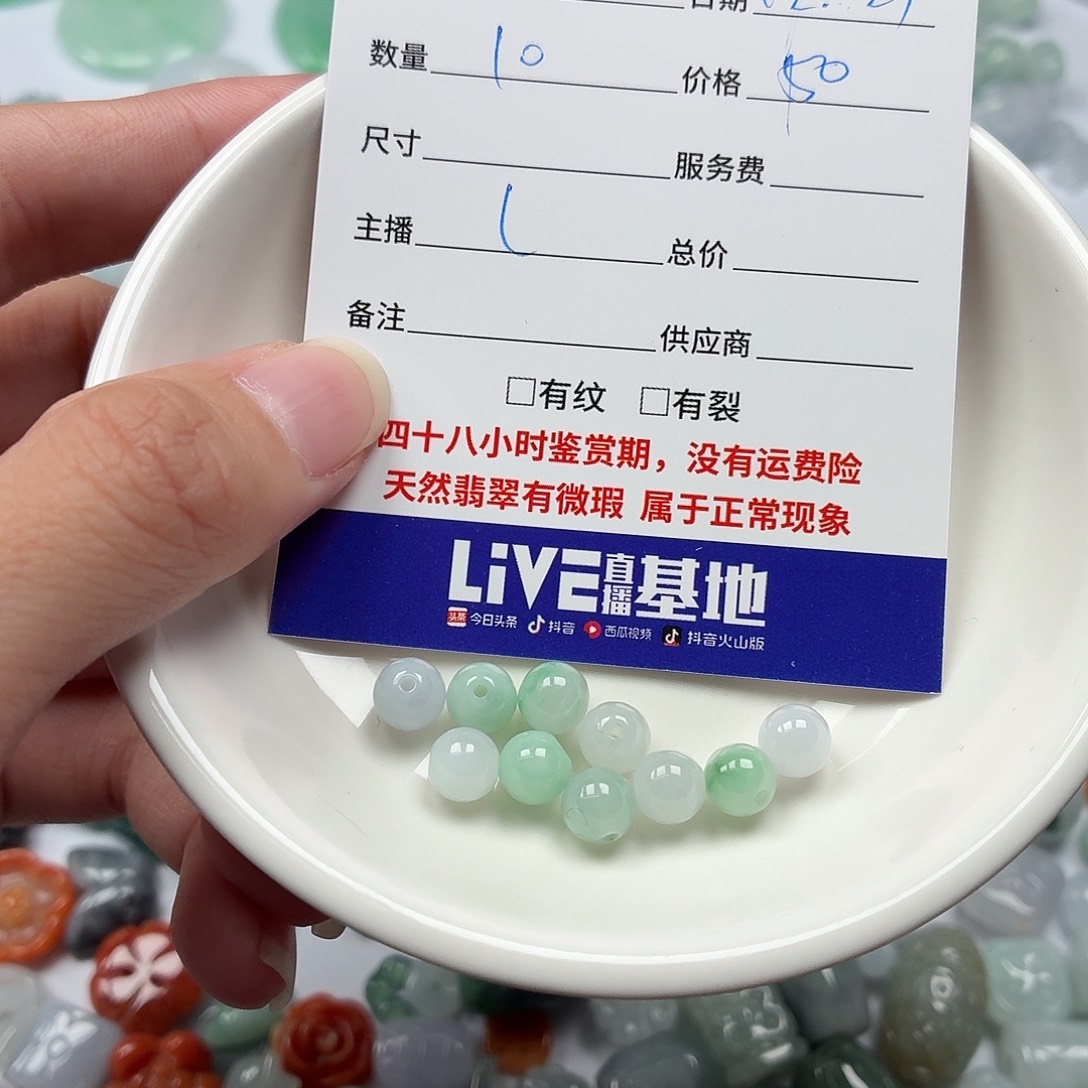 日期
数量 10 价格 50
尺寸 服务费
主播 L 总价
备注 供应商
□有纹 □有裂
四十八小时鉴赏期，没有运费险
天然翡翠有微瑕 属于正常现象
LiVE直播基地
头条 今日头条 抖音 西瓜视频 抖音火山版